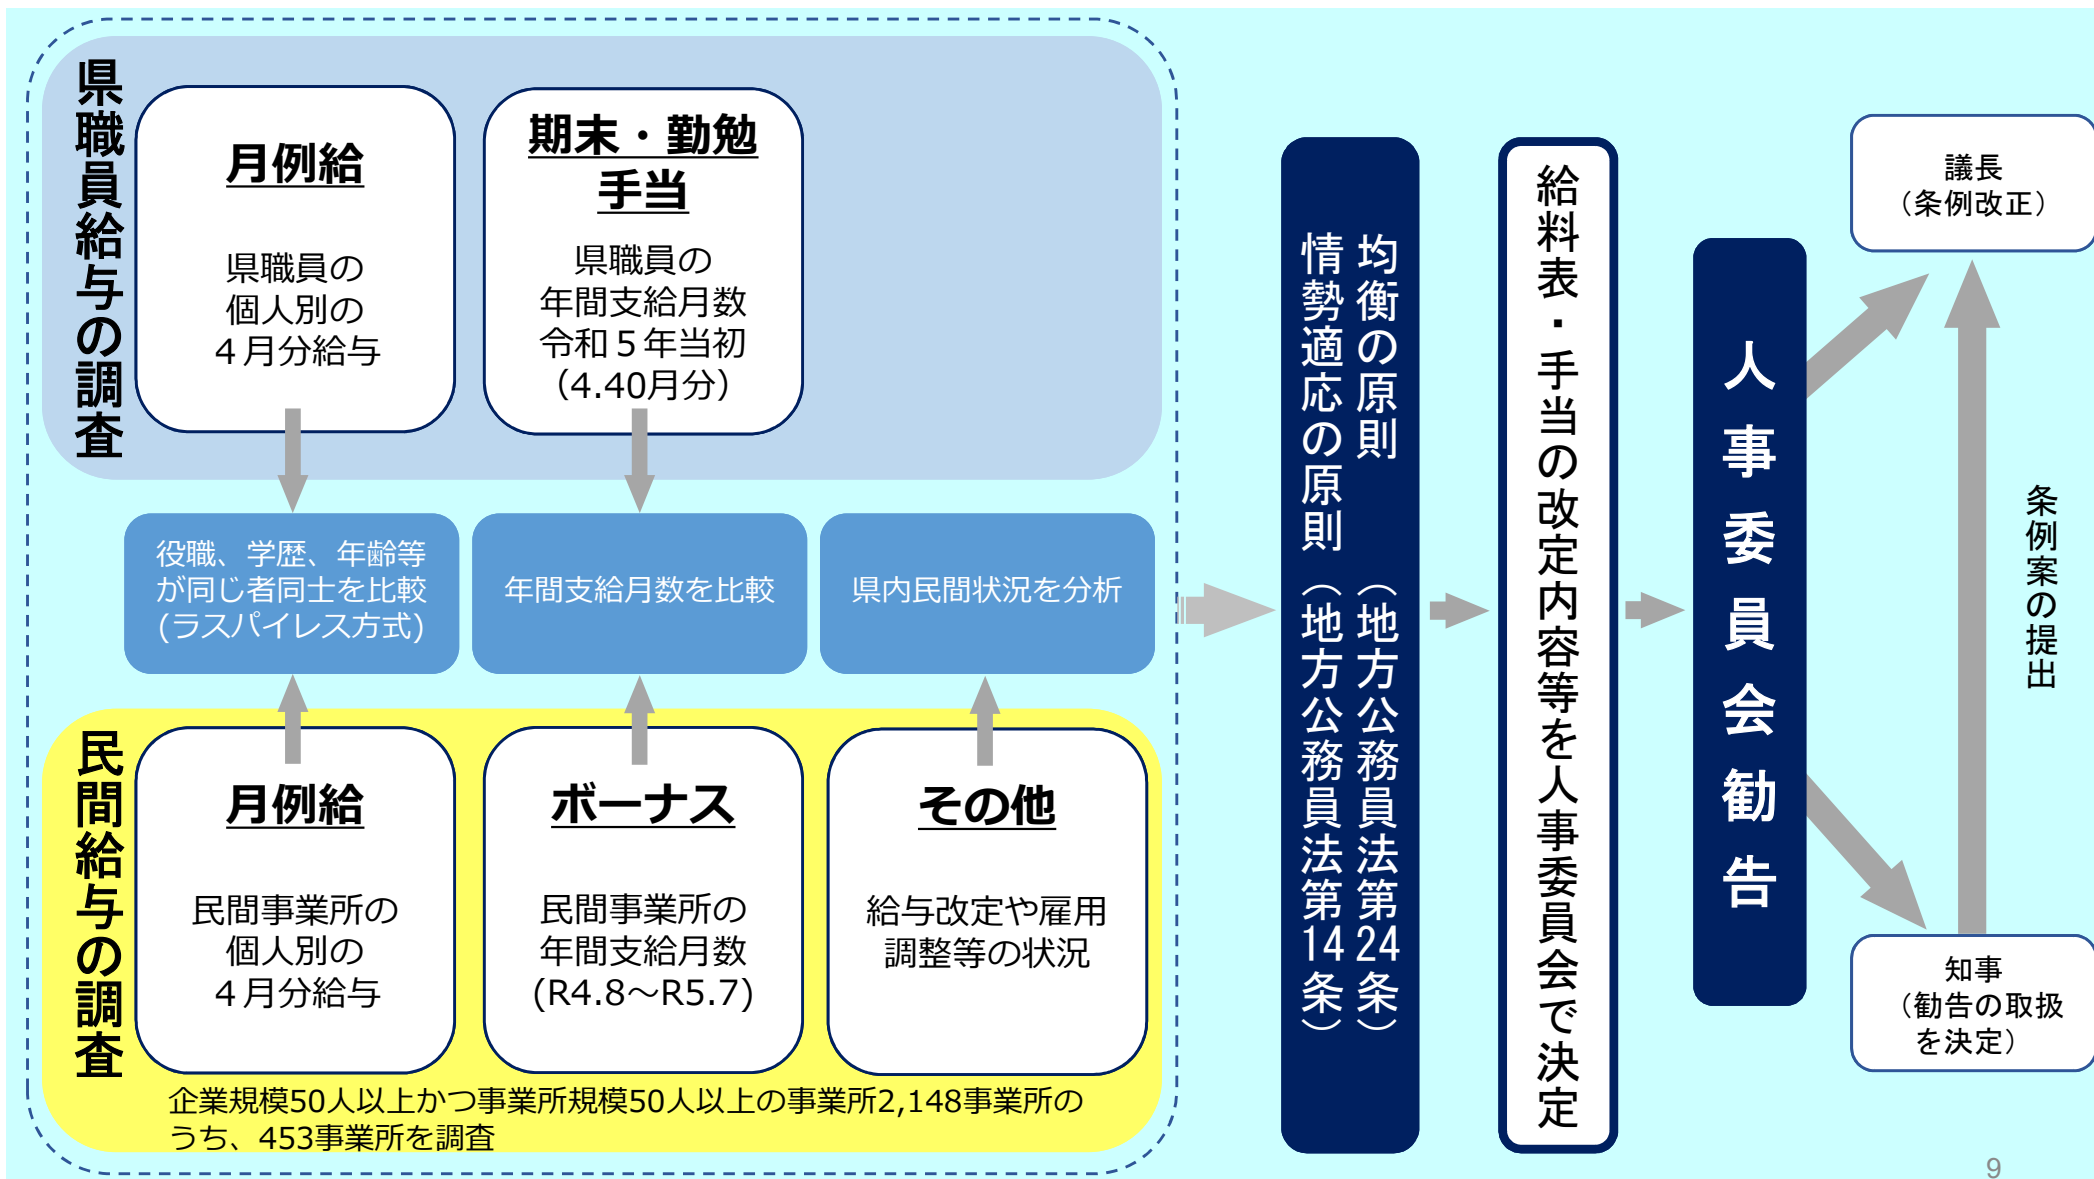 県職員給与の調査
月例給
県職員の
個人別の
４月分給与
期末・勤勉
手当
県職員の
年間支給月数
令和５年当初
（4.40月分）
役職、学歴、年齢等
が同じ者同士を比較
(ラスパイレス方式)
年間支給月数を比較
県内民間状況を分析
民間給与の調査
月例給
民間事業所の
個人別の
４月分給与
ボーナス
民間事業所の
年間支給月数
(R4.8～R5.7)
その他
給与改定や雇用
調整等の状況
企業規模50人以上かつ事業所規模50人以上の事業所2,148事業所の
うち、453事業所を調査
均衡の原則　　（地方公務員法第24条）
情勢適応の原則（地方公務員法第14条）
給料表・手当の改定内容等を人事委員会で決定
人事委員会勧告
議長
（条例改正）
条例案の提出
知事
（勧告の取扱
を決定）
9